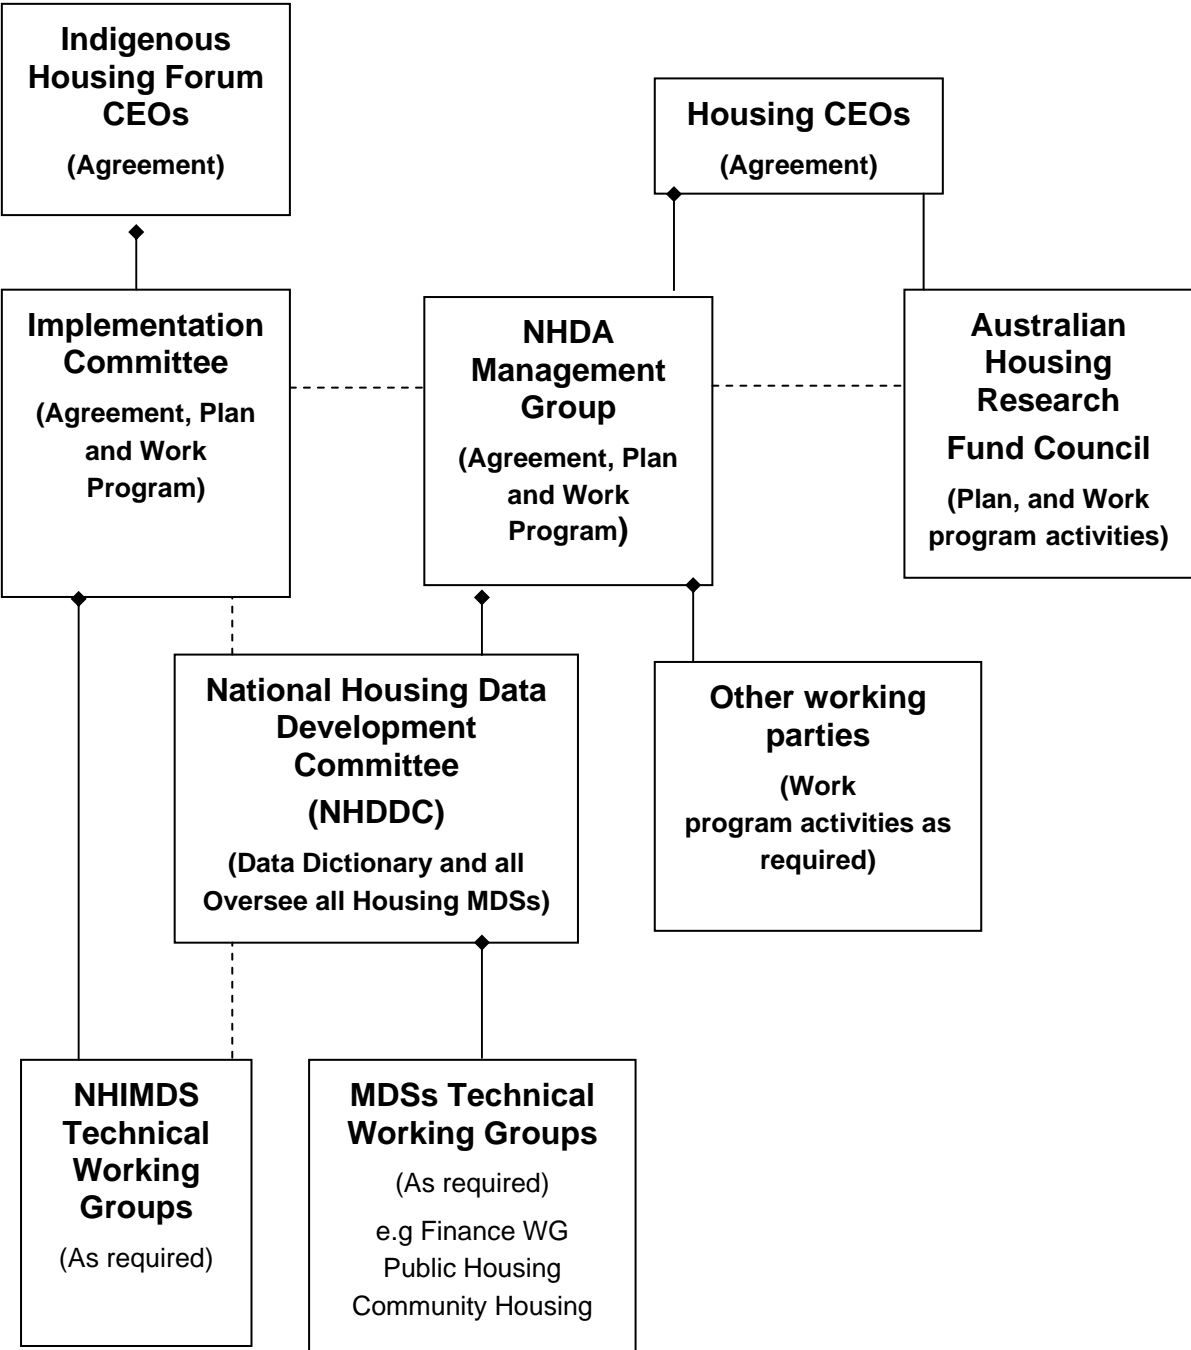 Indigenous
Housing Forum
CEOs
(Agreement)
Housing CEOs
(Agreement)
Implementation
Committee
(Agreement, Plan
and Work
Program)
NHDA
Management
Group
(Agreement, Plan
and Work
Program)
Australian
Housing
Research
Fund Council
(Plan, and Work
program activities)
National Housing Data
Development
Committee
(NHDDC)
(Data Dictionary and all
Oversee all Housing MDSs)
Other working
parties
(Work
program activities as
required)
NHIMDS
Technical
Working
Groups
(As required)
MDSs Technical
Working Groups
(As required)
e.g Finance WG
Public Housing
Community Housing